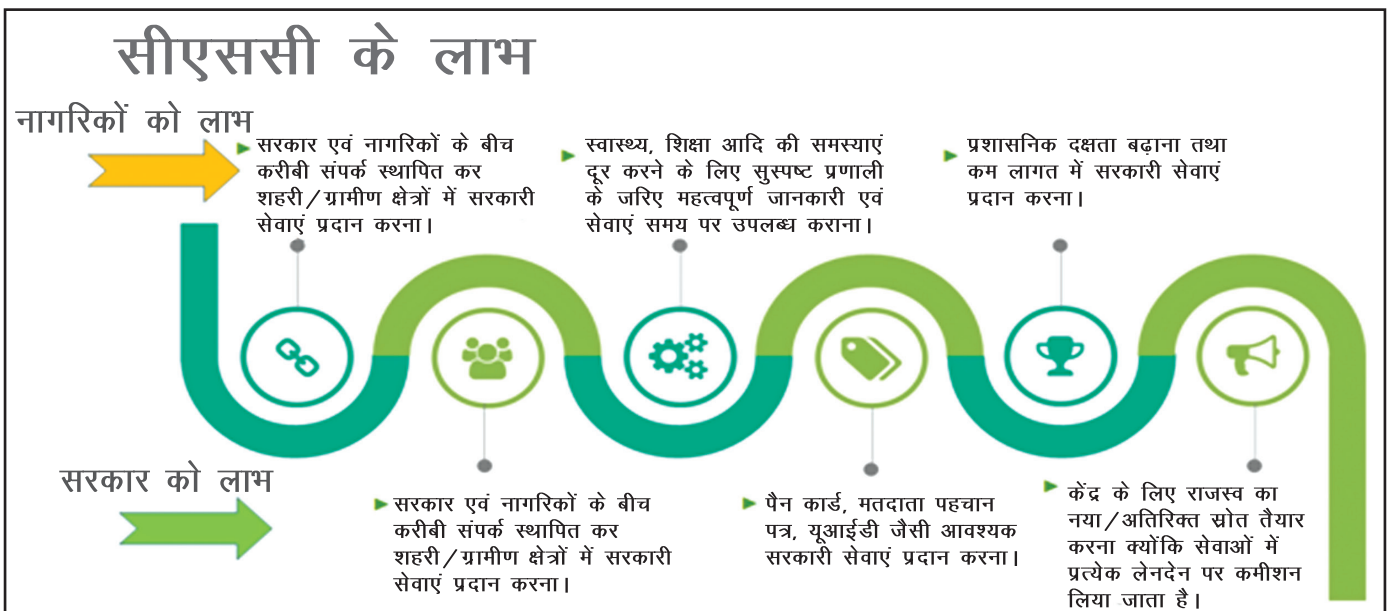 सीएससी के लाभ
नागरिकों को लाभ
सरकार एवं नागरिकों के बीच
करीबी संपर्क स्थापित कर
शहरी/ग्रामीण क्षेत्रों में सरकारी
सेवाएं प्रदान करना।
स्वास्थ्य, शिक्षा आदि की समस्याएं
दूर करने के लिए सुस्पष्ट प्रणाली
के जरिए महत्वपूर्ण जानकारी एवं
सेवाएं समय पर उपलब्ध कराना।
प्रशासनिक दक्षता बढ़ाना तथा
कम लागत में सरकारी सेवाएं
प्रदान करना।
सरकार को लाभ
सरकार एवं नागरिकों के बीच
करीबी संपर्क स्थापित कर
शहरी/ग्रामीण क्षेत्रों में सरकारी
सेवाएं प्रदान करना।
पैन कार्ड, मतदाता पहचान
पत्र, यूआईडी जैसी आवश्यक
सरकारी सेवाएं प्रदान करना।
केंद्र के लिए राजस्व का
नया/अतिरिक्त स्रोत तैयार
करना क्योंकि सेवाओं में
प्रत्येक लेनदेन पर कमीशन
लिया जाता है।